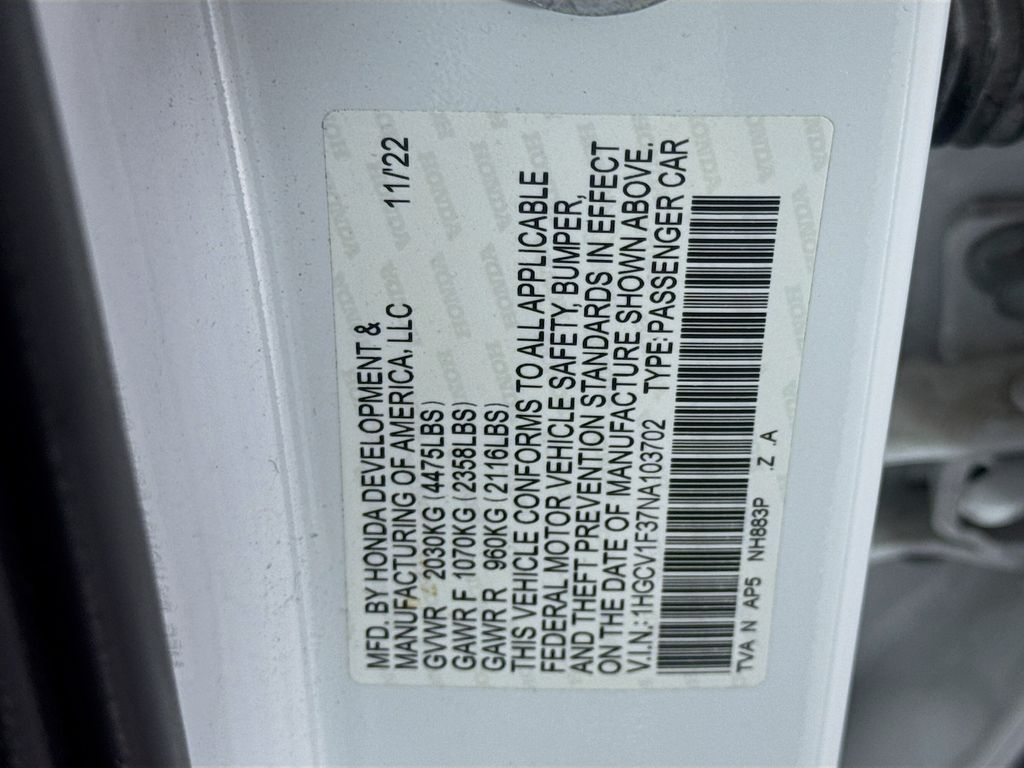 MFD. BY HONDA DEVELOPMENT &
MANUFACTURING OF AMERICA, LLC 11/'22
GVWR 2030KG (4475LBS)
GAWR F 1070KG (2358LBS)
GAWR R 960KG (2116LBS)
THIS VEHICLE CONFORMS TO ALL APPLICABLE
FEDERAL MOTOR VEHICLE SAFETY, BUMPER,
AND THEFT PREVENTION STANDARDS IN EFFECT
ON THE DATE OF MANUFACTURE SHOWN ABOVE.
V.I.N.: 1HGCV1F37NA103702 TYPE: PASSENGER CAR
TVA N AP5 NH883P .Z .A